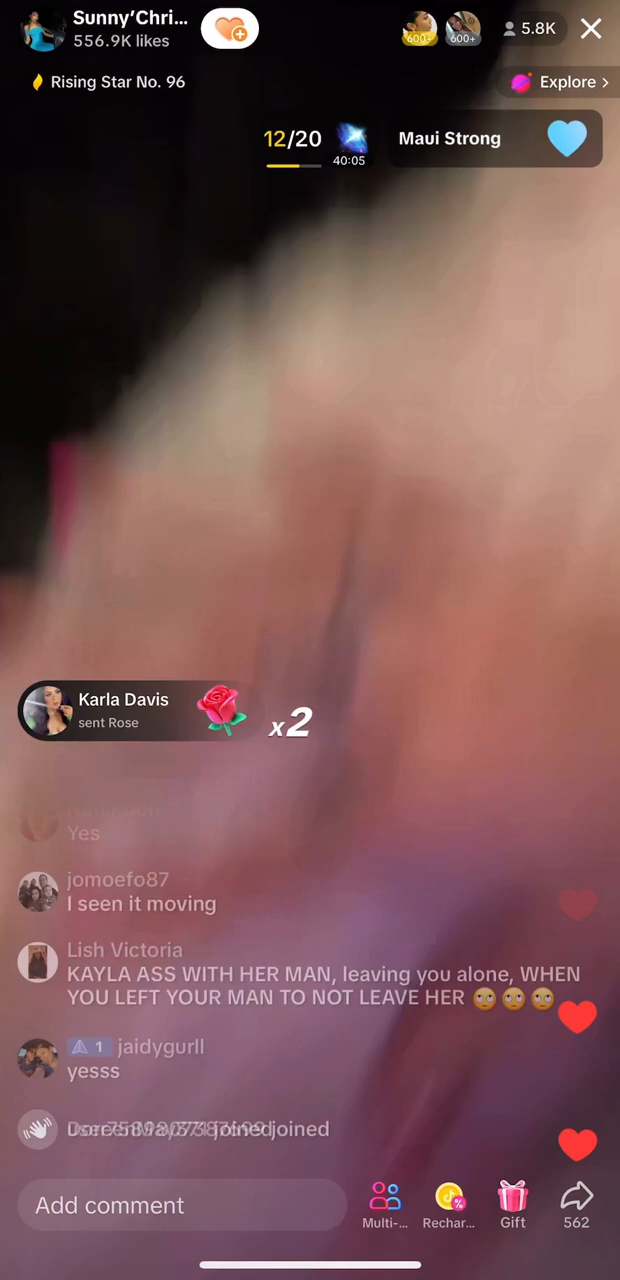 Sunny’Chri...
556.9K likes
600+
600+
5.8K
Rising Star No. 96
Explore >
12/20
40:05
Maui Strong
Karla Davis
sent Rose
x2
Yes
jomoefo87
I seen it moving
Lish Victoria
KAYLA ASS WITH HER MAN, leaving you alone, WHEN
YOU LEFT YOUR MAN TO NOT LEAVE HER 🙄🙄🙄
1 jaidygurll
yesss
joined
Add comment
Multi-...
Rechar...
Gift
562